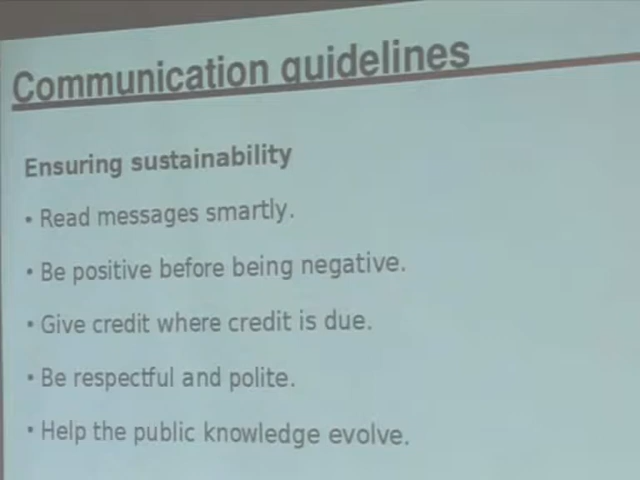 Communication guidelines
Ensuring sustainability
• Read messages smartly.
• Be positive before being negative.
• Give credit where credit is due.
• Be respectful and polite.
• Help the public knowledge evolve.